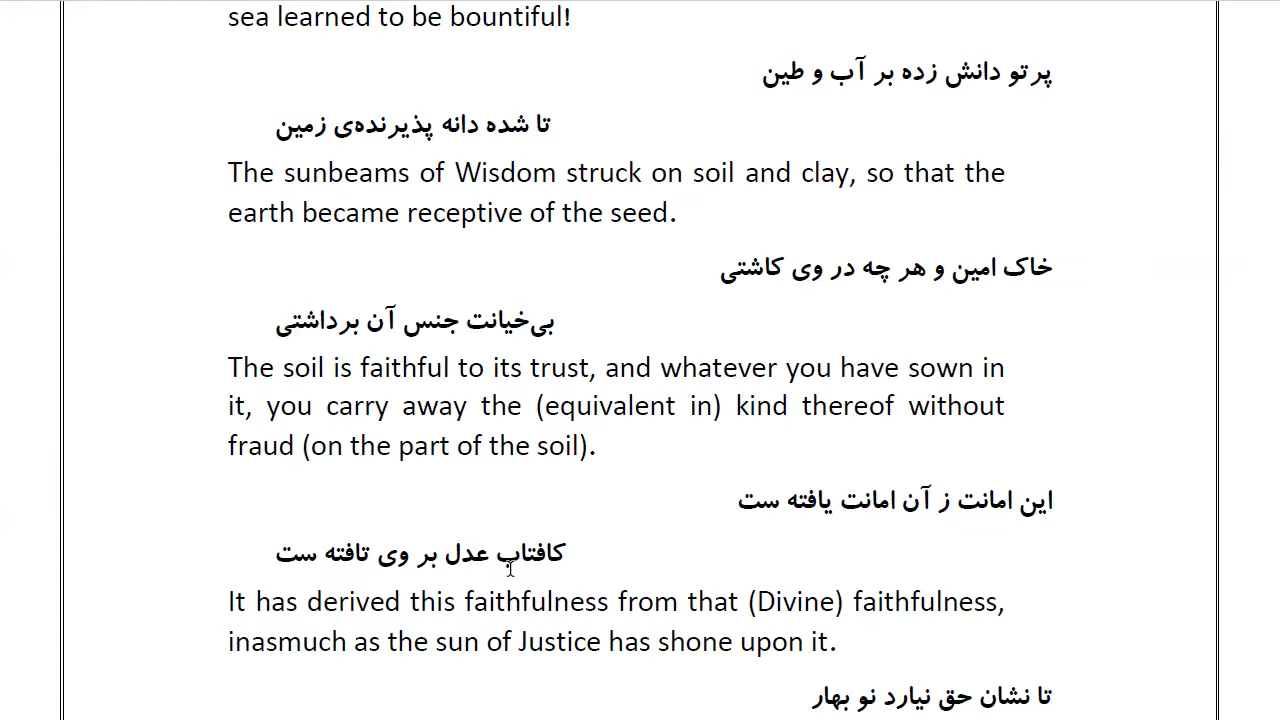 sea learned to be bountiful!
پرتو دانش زده بر آب و طین
تا شده دانه پذیرنده‌ی زمین
The sunbeams of Wisdom struck on soil and clay, so that the
earth became receptive of the seed.
خاک امین و هر چه در وی کاشتی
بی‌خیانت جنس آن برداشتی
The soil is faithful to its trust, and whatever you have sown in
it, you carry away the (equivalent in) kind thereof without
fraud (on the part of the soil).
این امانت ز آن امانت یافته ست
کافتاب عدل بر وی تافته ست
It has derived this faithfulness from that (Divine) faithfulness,
inasmuch as the sun of Justice has shone upon it.
تا نشان حق نیارد نو بهار